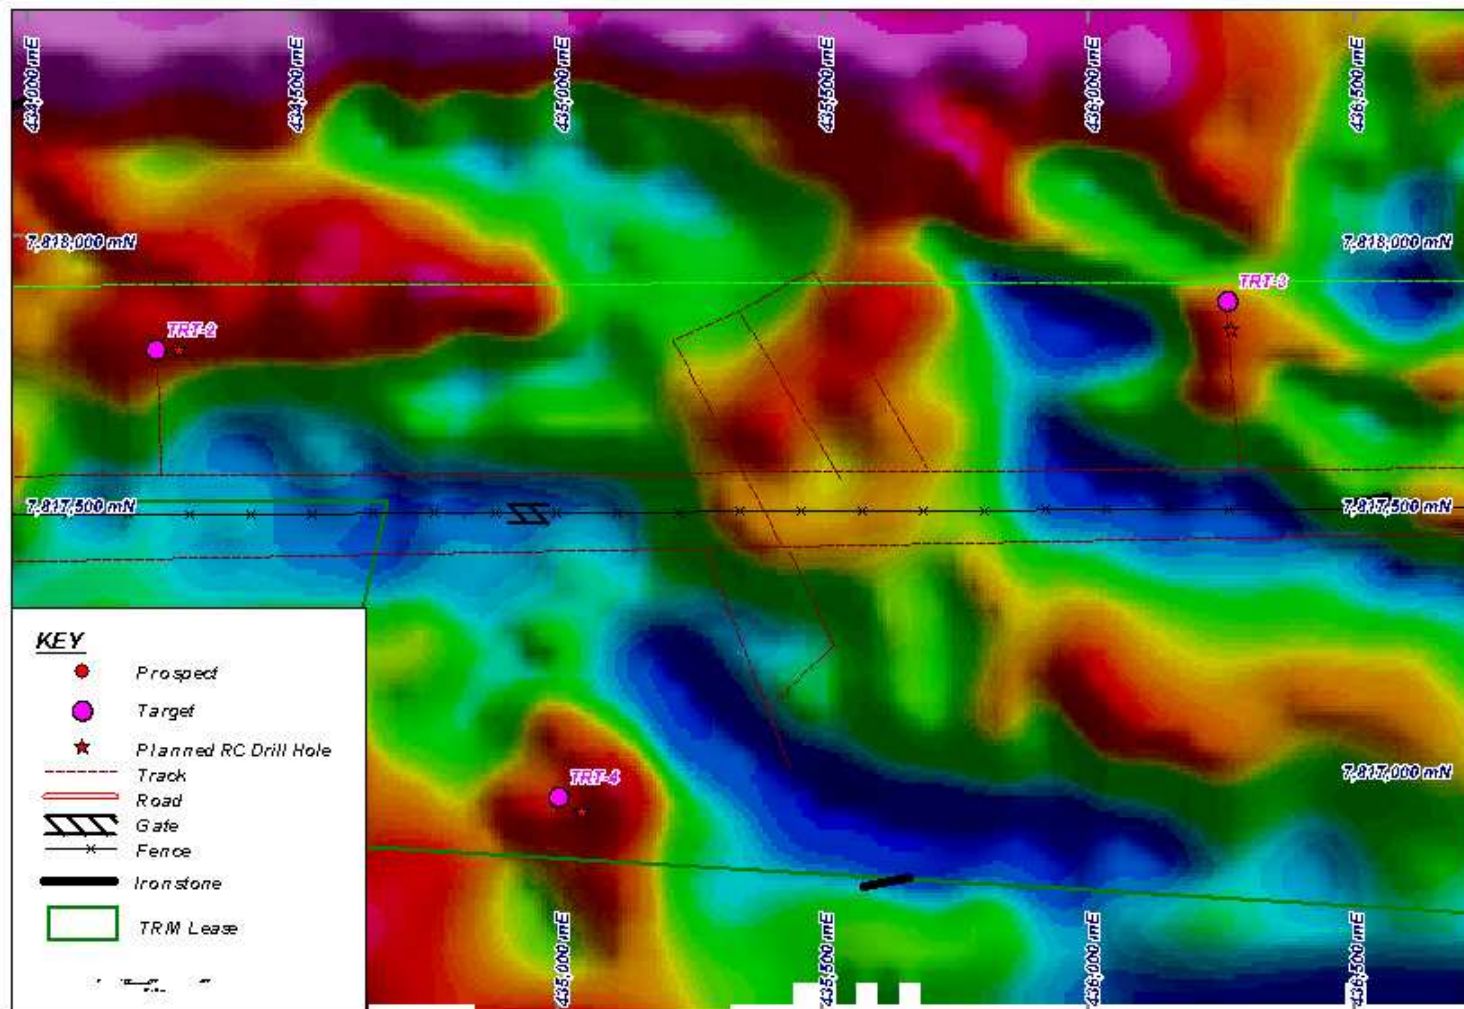 434,000 mE
434,500 mE
435,000 mE
435,500 mE
436,000 mE
436,500 mE
7,818,000 mN
7,818,000 mN
TRT-3
TRT-2
7,817,500 mN
7,817,500 mN
KEY
Prospect
Target
Planned RC Drill Hole
Track
Road
Gate
Fence
Ironstone
TRM Lease
TRT-4
7,817,000 mN
435,000 mE
435,500 mE
436,000 mE
436,500 mE